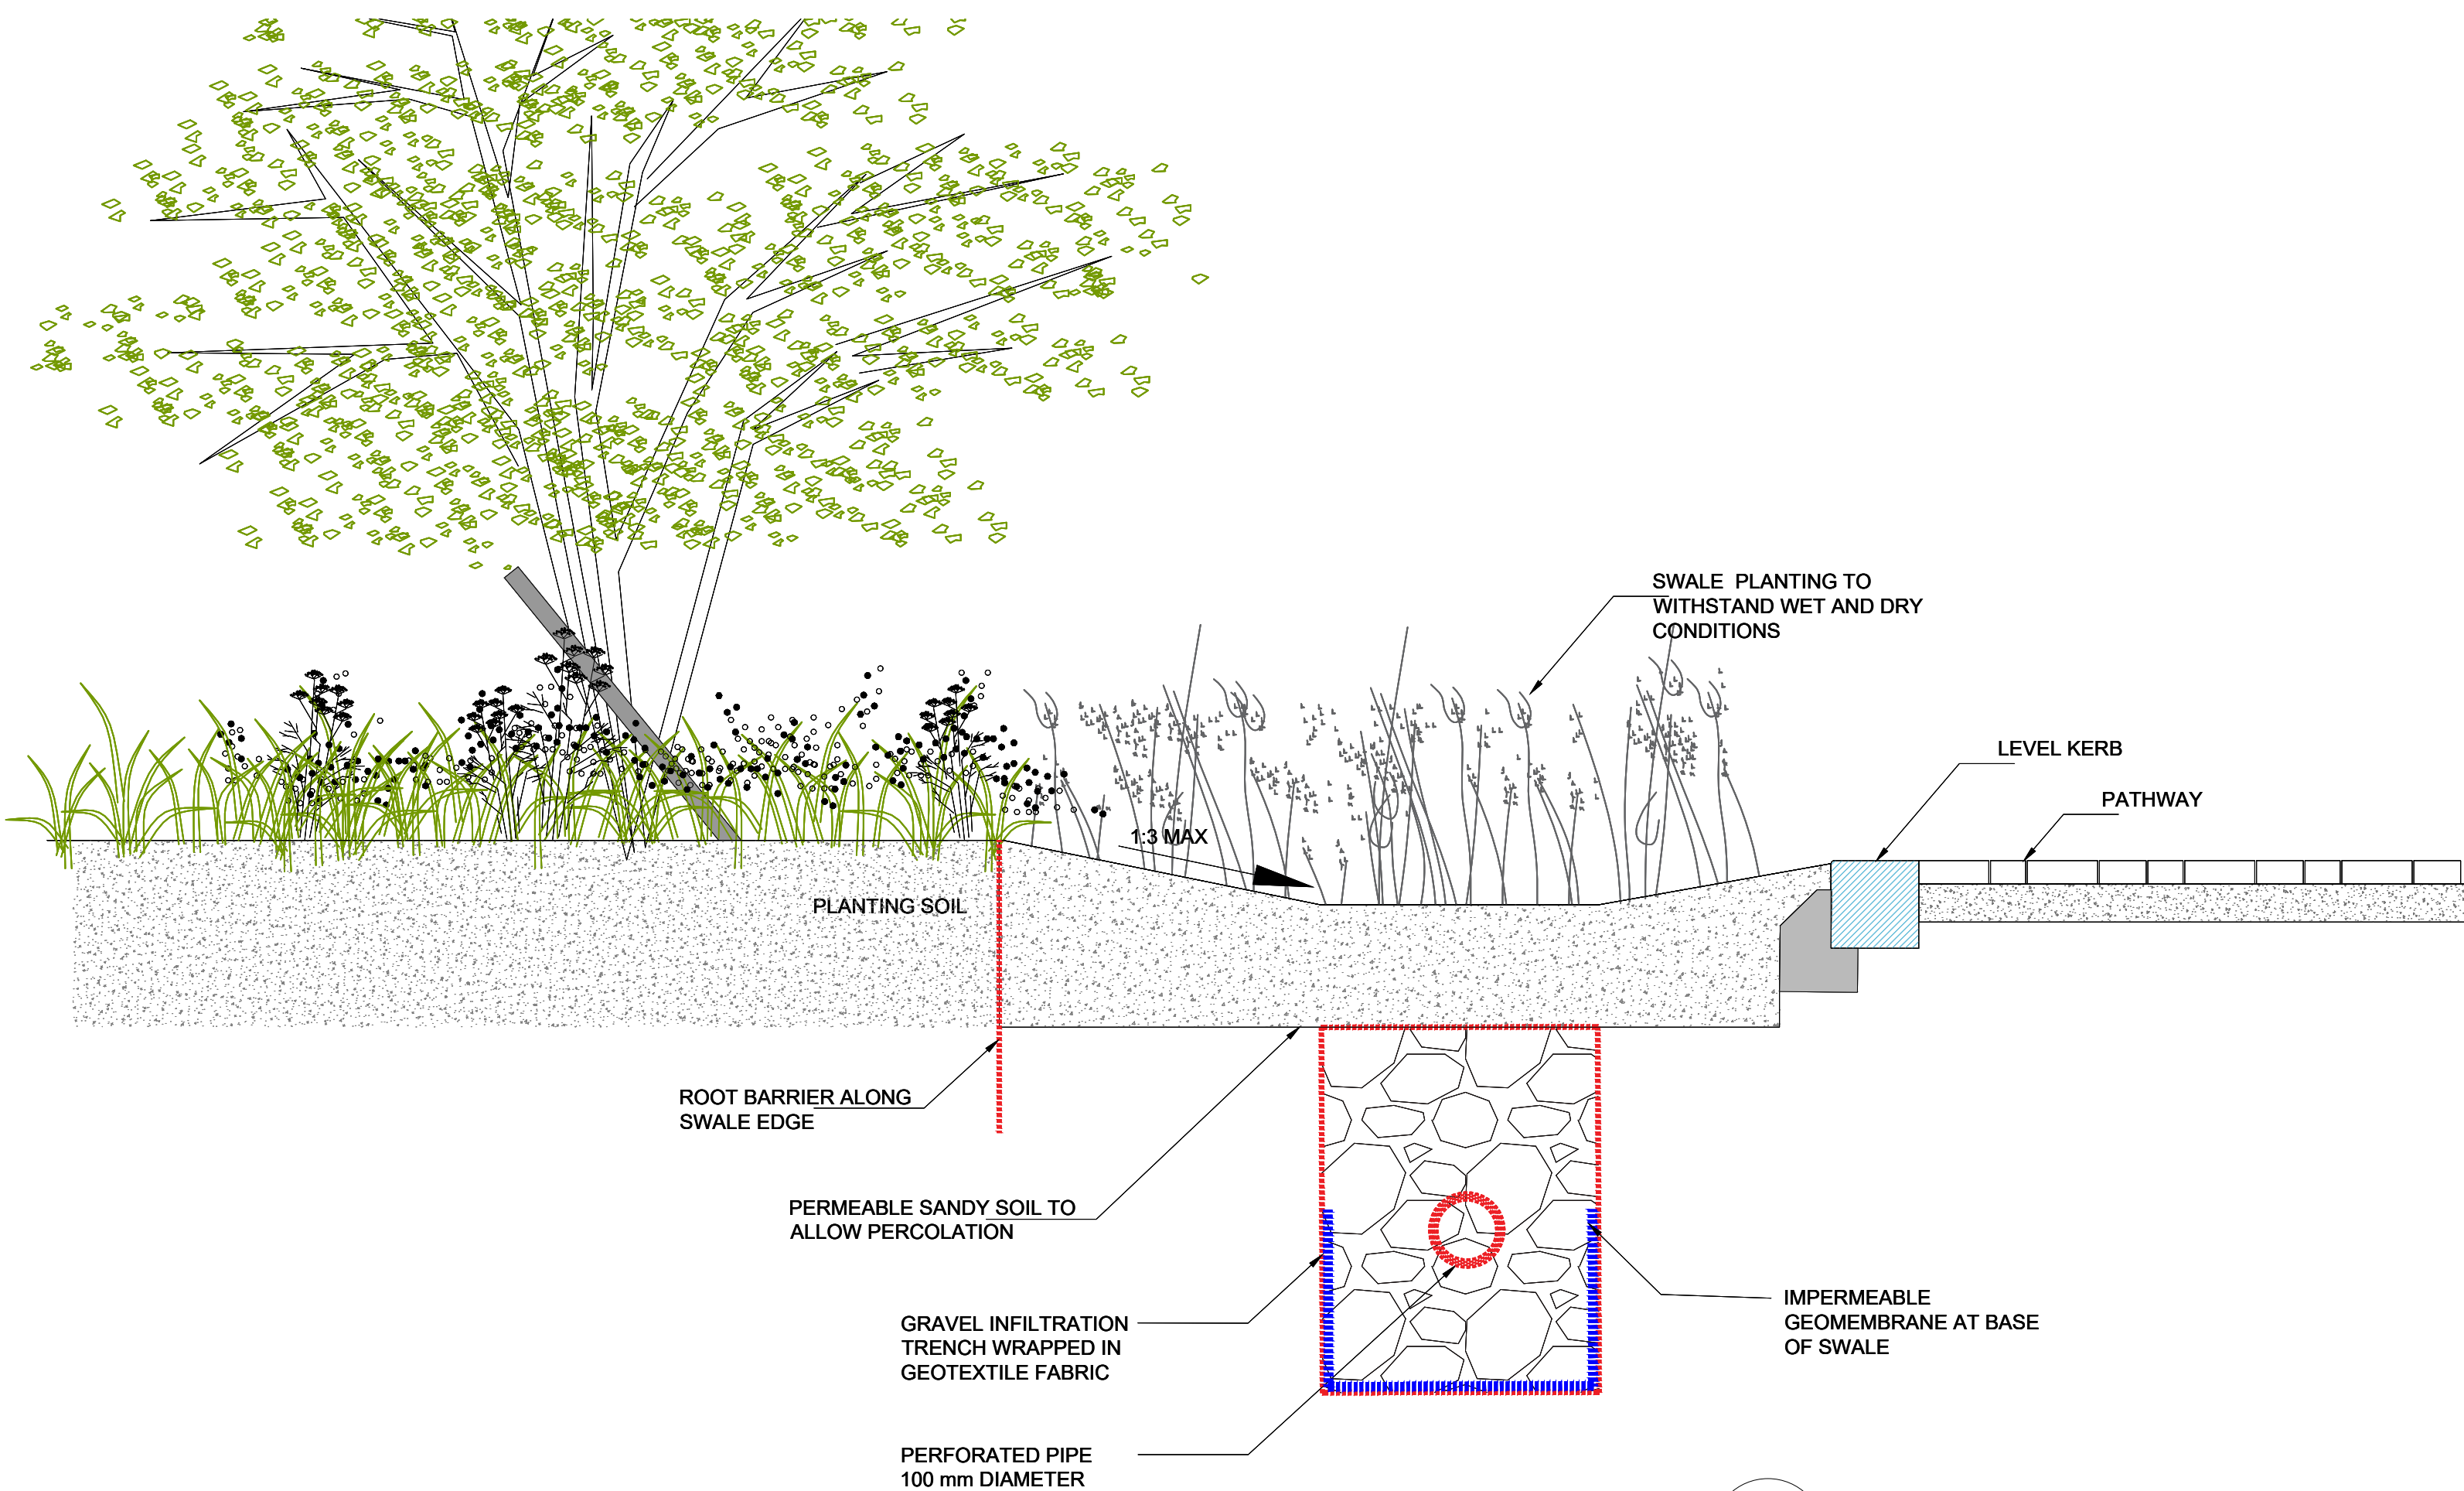 SWALE PLANTING TO
WITHSTAND WET AND DRY
CONDITIONS
LEVEL KERB
PATHWAY
1:3 MAX
PLANTING SOIL
ROOT BARRIER ALONG
SWALE EDGE
PERMEABLE SANDY SOIL TO
ALLOW PERCOLATION
GRAVEL INFILTRATION
TRENCH WRAPPED IN
GEOTEXTILE FABRIC
IMPERMEABLE
GEOMEMBRANE AT BASE
OF SWALE
PERFORATED PIPE
100 mm DIAMETER